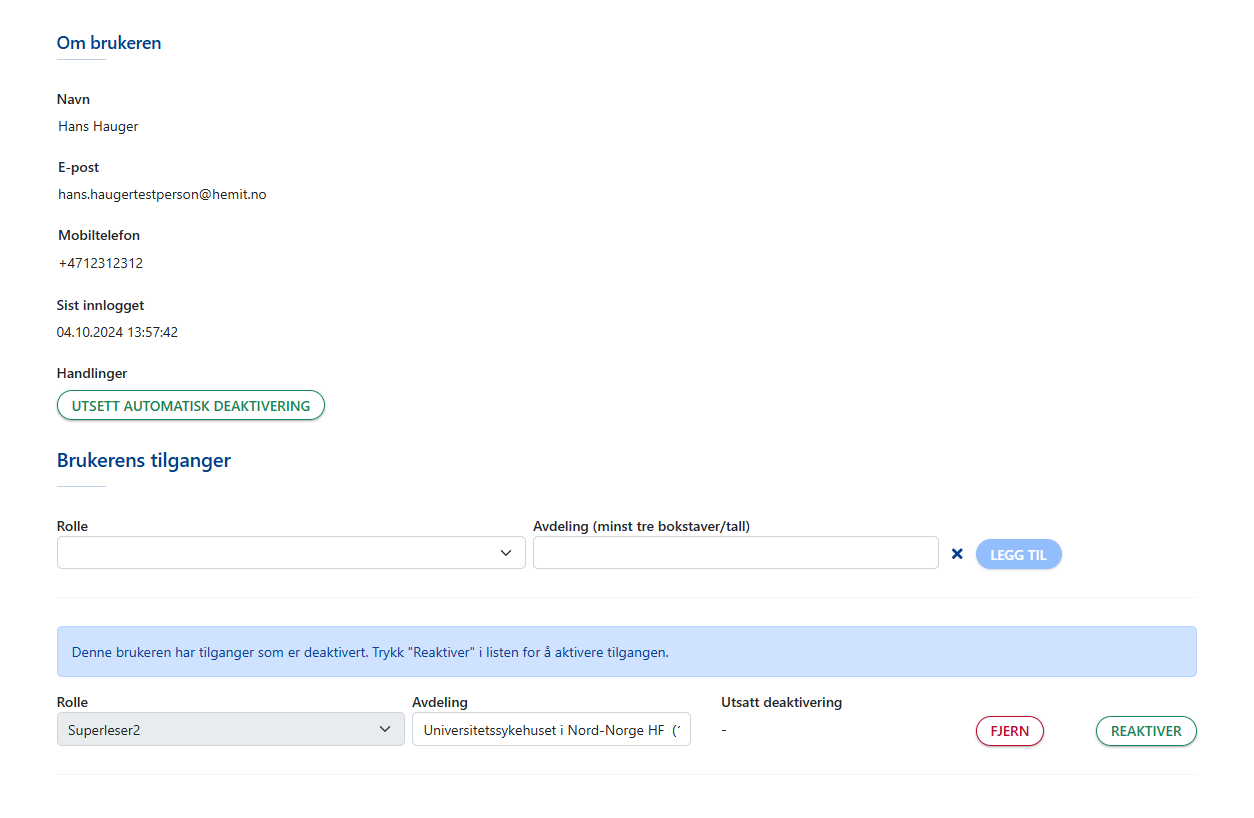 Om brukeren
Navn
Hans Hauger
E-post
hans.haugertestperson@hemit.no
Mobiltelefon
+4712312312
Sist innlogget
04.10.2024 13:57:42
Handlinger
UTSETT AUTOMATISK DEAKTIVERING
Brukerens tilganger
Rolle Avdeling (minst tre bokstaver/tall)
LEGG TIL
Denne brukeren har tilganger som er deaktivert. Trykk "Reaktiver" i listen for å aktivere tilgangen.
Rolle Avdeling Utsatt deaktivering
Superleser2 Universitetssykehuset i Nord-Norge HF ( - FJERN REAKTIVER